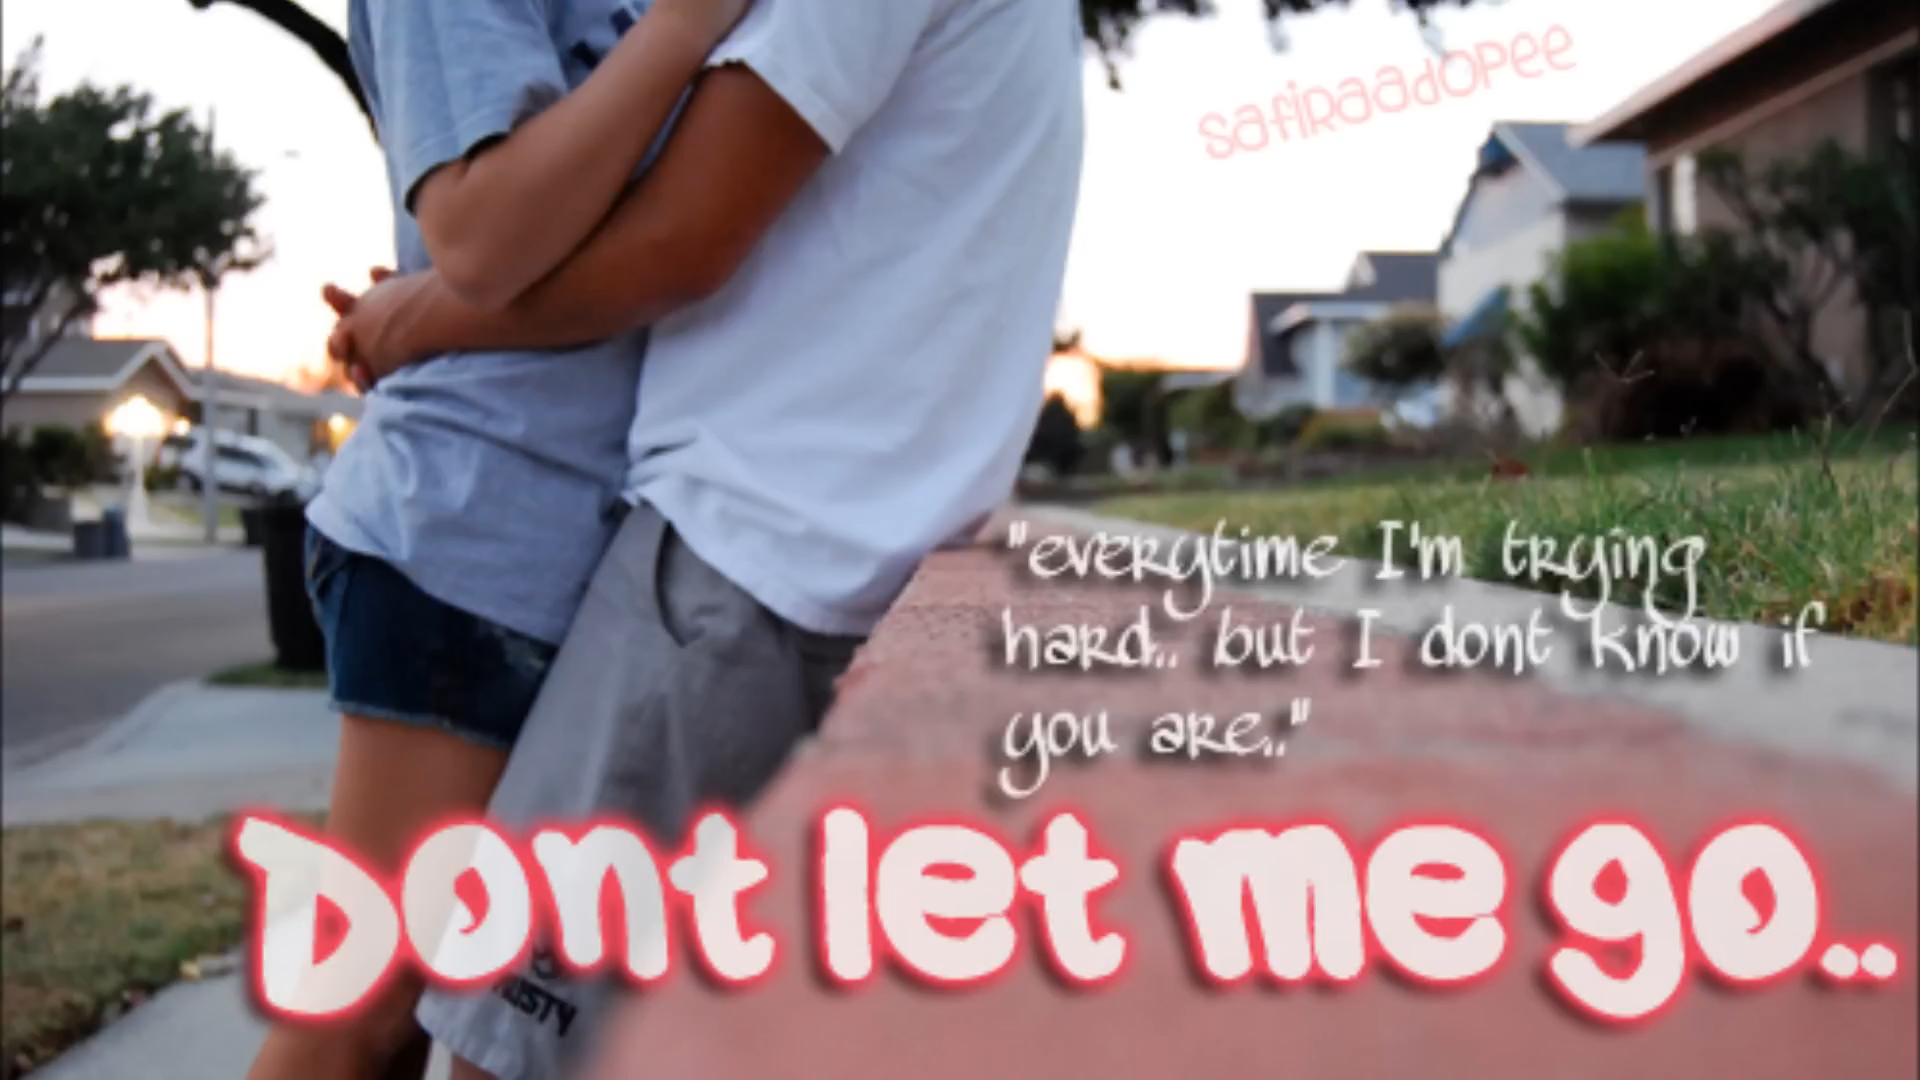 safiRaadopee
"everytime I'm trying
hard.. but I dont know if
you are.."
Dont let me go..